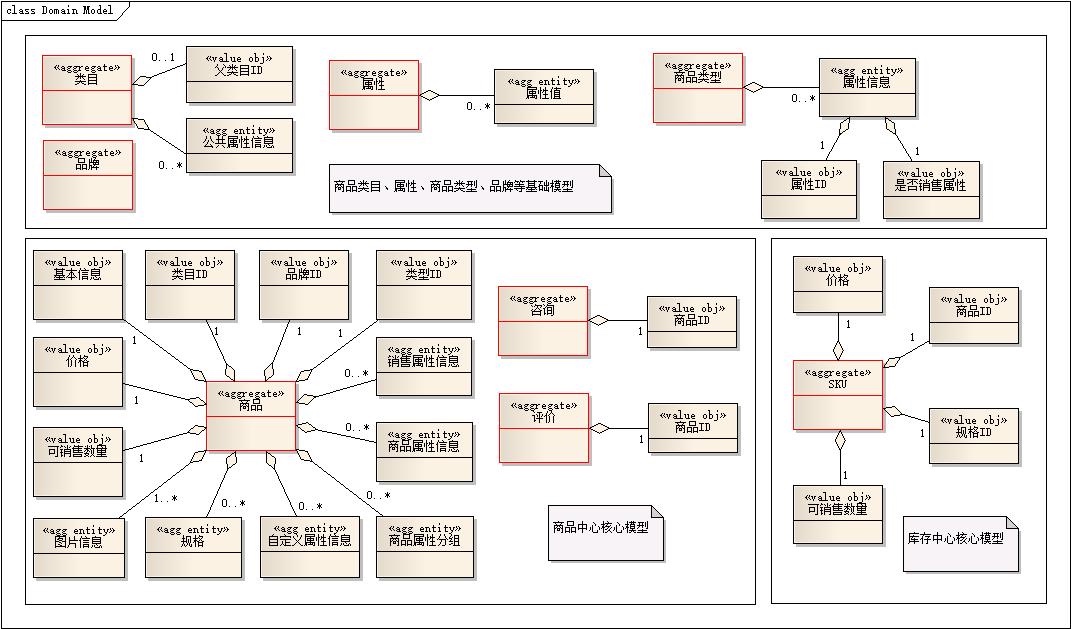 class Domain Model
«aggregate»
类目
0..1
«value obj»
父类目ID
«agg entity»
公共属性信息
0..*
«aggregate»
品牌
«aggregate»
属性
0..*
«agg entity»
属性值
«aggregate»
商品类型
0..*
«agg entity»
属性信息
1
1
«value obj»
属性ID
«value obj»
是否销售属性
商品类目、属性、商品类型、品牌等基础模型
«value obj»
基本信息
«value obj»
类目ID
«value obj»
品牌ID
«value obj»
类型ID
1
1
1
1
«value obj»
价格
1
«agg entity»
销售属性信息
0..*
«aggregate»
商品
«value obj»
可销售数量
1
0..*
«agg entity»
商品属性信息
1..*
0..*
0..*
0..*
«agg entity»
图片信息
«agg entity»
规格
«agg entity»
自定义属性信息
«agg entity»
商品属性分组
«aggregate»
咨询
1
«value obj»
商品ID
«aggregate»
评价
1
«value obj»
商品ID
商品中心核心模型
«value obj»
价格
1
«value obj»
商品ID
1
«aggregate»
SKU
«value obj»
规格ID
1
1
«value obj»
可销售数量
库存中心核心模型